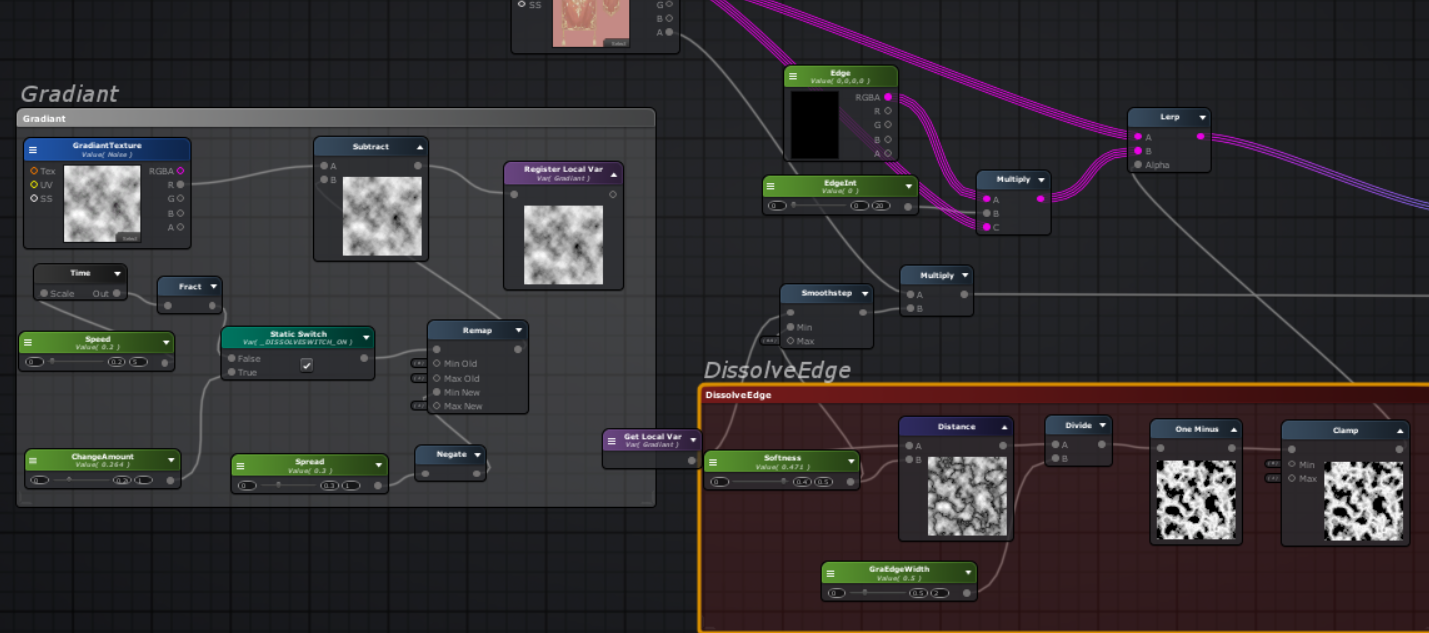 SS
G
B
A
Gradiant
Gradiant
GradiantTexture
Value( Noise )
Tex
UV
SS
RGBA
R
G
B
A
Subtract
A
B
Register Local Var
Var( Gradiant )
Time
Scale
Out
Fract
Speed
Value( 0.2 )
0
0.2
5
Static Switch
Var( _DISSOLVESWITCH_ON )
False
True
Remap
Min Old
Max Old
Min New
Max New
ChangeAmount
Value( 0.264 )
0
0.2
1
Spread
Value( 0.3 )
0
0.3
1
Negate
Get Local Var
Var( Gradiant )
Edge
Value( 0,0,0,0 )
RGBA
R
G
B
A
EdgeInt
Value( 0 )
0
0
20
Multiply
A
B
C
Lerp
A
B
Alpha
Smoothstep
Min
Max
Multiply
A
B
DissolveEdge
DissolveEdge
Softness
Value( 0.471 )
0
0.4
0.5
Distance
A
B
Divide
A
B
One Minus
Clamp
Min
Max
GraEdgeWidth
Value( 0.5 )
0
0.5
2